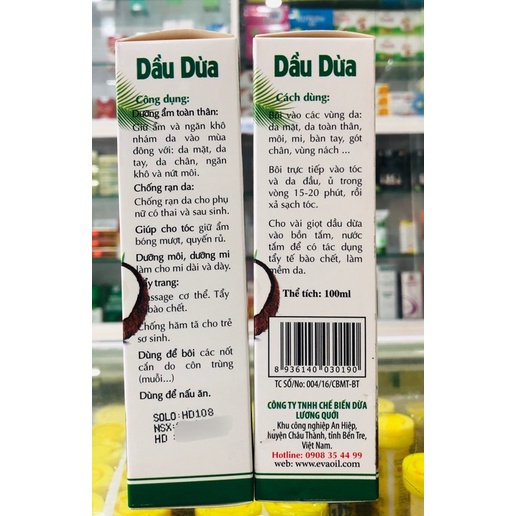 Dầu Dừa
Công dụng:
Dưỡng ẩm toàn thân:
Giữ ẩm và ngăn khô
nhám da vào mùa
đông với: da mặt, da
tay, da chân, ngăn
khô và nứt môi.
Chống rạn da:
Chống rạn da cho phụ
nữ có thai và sau sinh.
Giúp cho tóc giữ ẩm
bóng mượt, quyến rủ.
Dưỡng môi, dưỡng mi
làm cho mi dài và dày.
Tẩy trang:
Massage cơ thể. Tẩy
tế bào chết.
Chống hăm tã cho trẻ
sơ sinh.
Dùng để bôi các nốt
cắn do côn trùng
(muỗi...)
Dùng để nấu ăn.
SOLO:HD108
NSX:
HD :
Dầu Dừa
Cách dùng:
Bôi vào các vùng da:
da mặt, da toàn thân,
môi, mi, bàn tay, gót
chân, vùng nách ...
Bôi trực tiếp vào tóc
và da đầu, ủ trong
vòng 15-20 phút, rồi
xả sạch tóc.
Cho vài giọt dầu dừa
vào bồn tắm, nước
tắm để có tác dụng
tẩy tế bào chết, làm
mềm da.
Thể tích: 100ml
8 936140 030190
TC SỐ/No: 004/16/CBMT-BT
CÔNG TY TNHH CHẾ BIẾN DỪA
LƯƠNG QUỚI
Khu công nghiệp An Hiệp,
huyện Châu Thành, tỉnh Bến Tre,
Việt Nam.
Hotline: 0908 35 44 99
web: www.evaoil.com